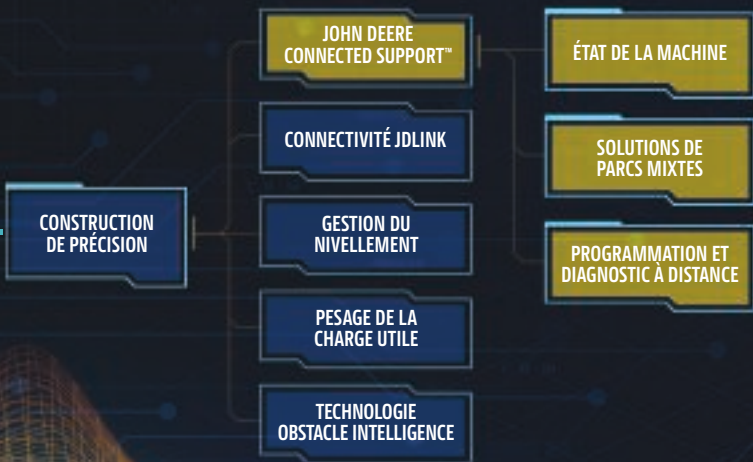 CONSTRUCTION
DE PRÉCISION
JOHN DEERE
CONNECTED SUPPORT™
CONNECTIVITÉ JDLINK
GESTION DU
NIVELLEMENT
PESAGE DE LA
CHARGE UTILE
TECHNOLOGIE
OBSTACLE INTELLIGENCE
ÉTAT DE LA MACHINE
SOLUTIONS DE
PARCS MIXTES
PROGRAMMATION ET
DIAGNOSTIC À DISTANCE